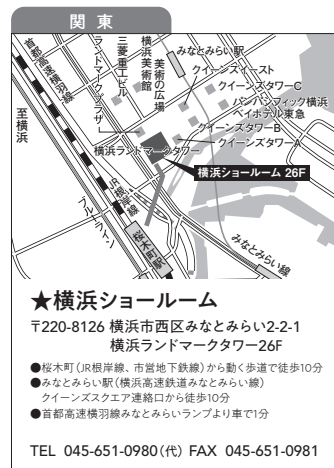 関東
首都高速横羽線
ランドマークプラザ
三菱重工ビル
横浜美術館
美術の広場
みなとみらい駅
クイーンズイースト
クイーンズタワーC
パンパシフィック横浜
ベイホテル東急
クイーンズタワーB
クイーンズタワーA
至横浜
横浜ランドマークタワー
横浜ショールーム 26F
JR根岸線
ブルーライン
桜木町駅
みなとみらい線
★横浜ショールーム
〒220-8126 横浜市西区みなとみらい2-2-1
横浜ランドマークタワー26F
●桜木町(JR根岸線、市営地下鉄線)から動く歩道で徒歩10分
●みなとみらい駅(横浜高速鉄道みなとみらい線)
クイーンズスクエア連絡口から徒歩10分
●首都高速横羽線みなとみらいランプより車で1分
TEL 045-651-0980(代) FAX 045-651-0981